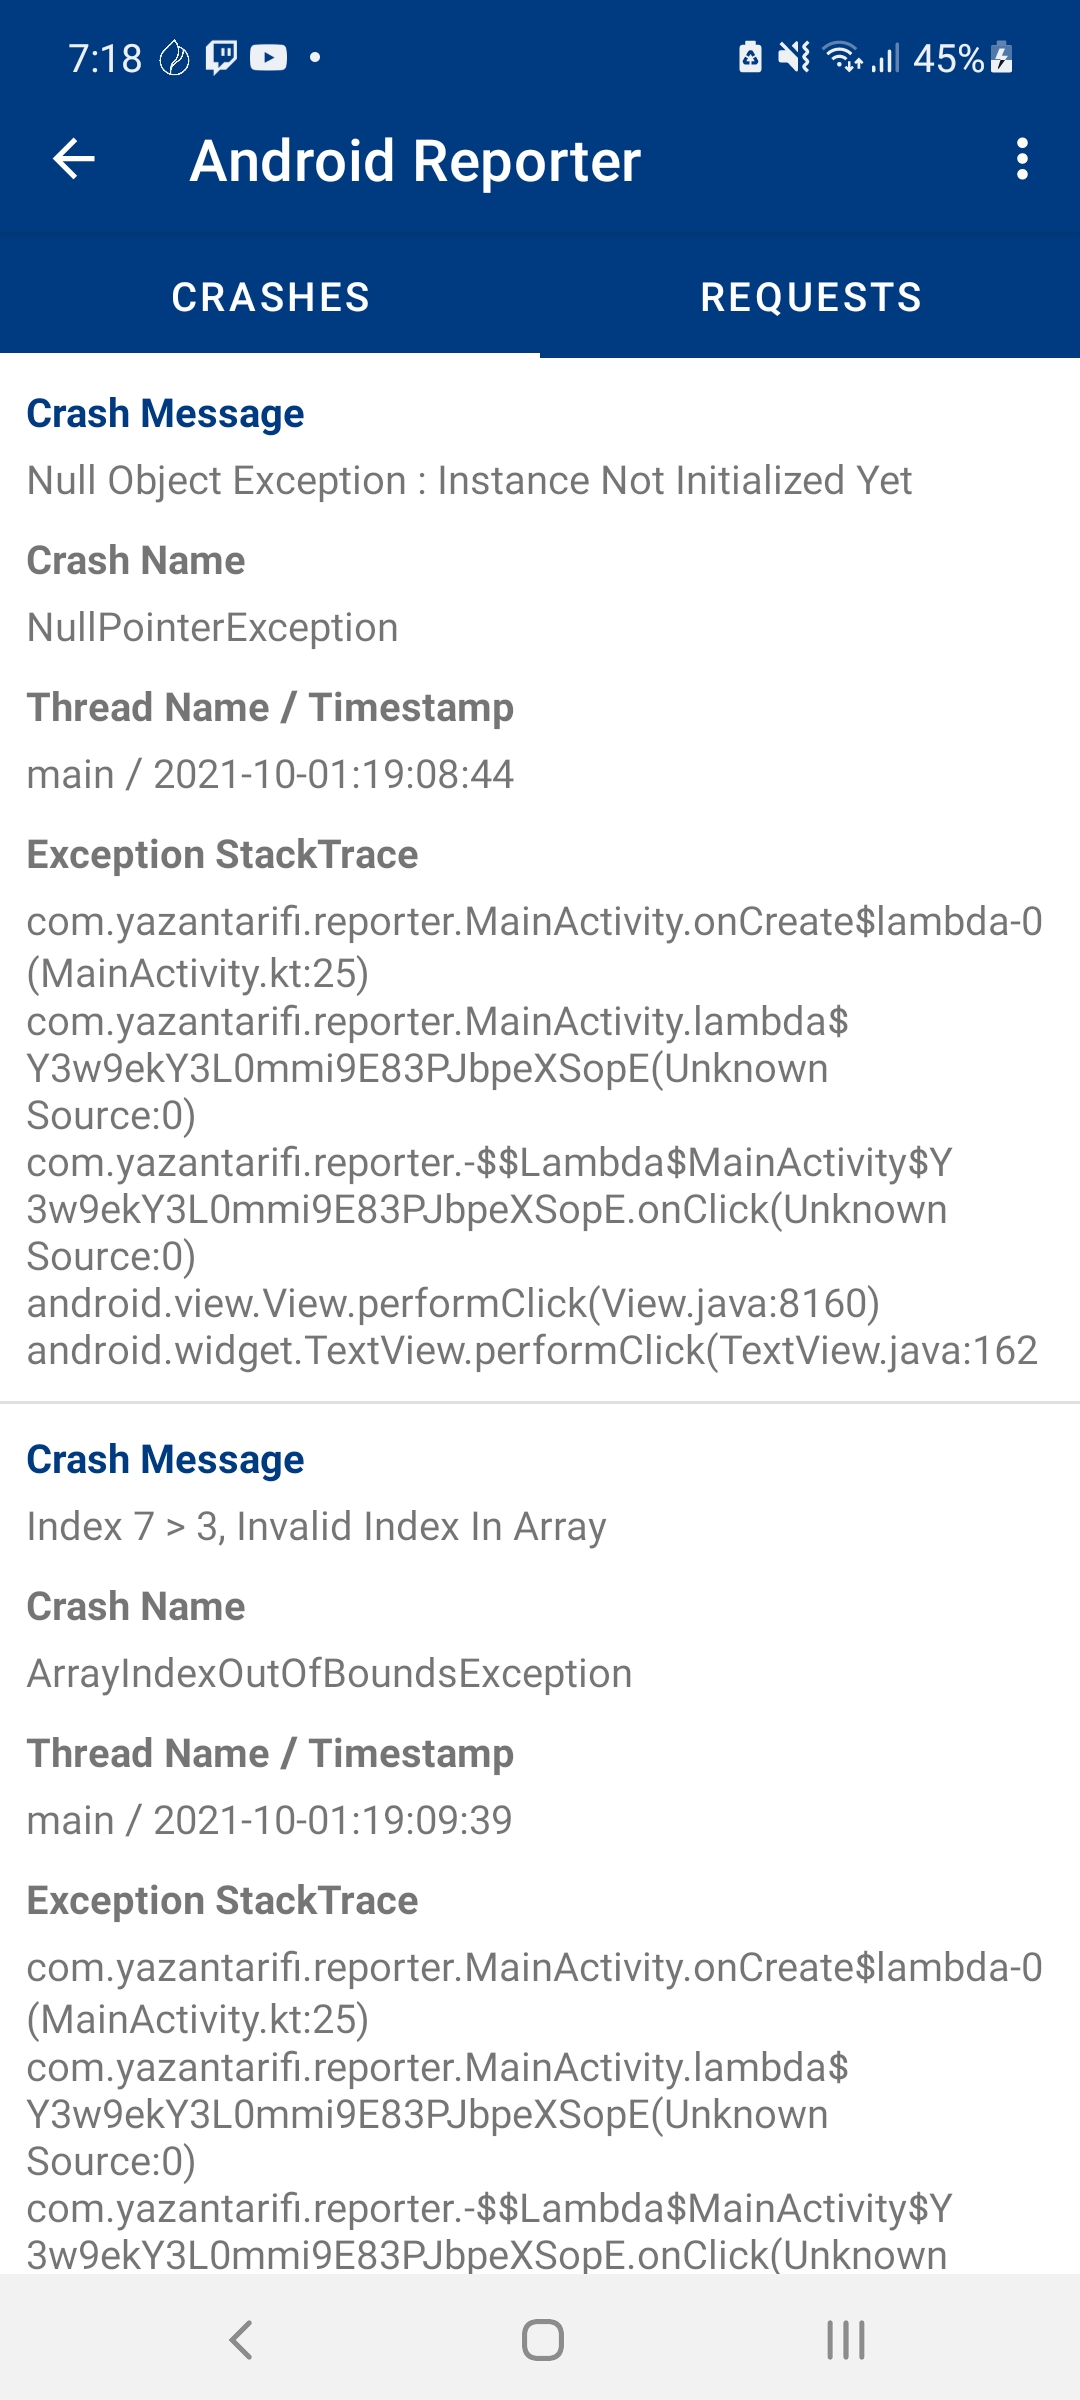 7:18
45%
Android Reporter
CRASHES
REQUESTS
Crash Message
Null Object Exception : Instance Not Initialized Yet
Crash Name
NullPointerException
Thread Name / Timestamp
main / 2021-10-01:19:08:44
Exception StackTrace
com.yazantarifi.reporter.MainActivity.onCreate$lambda-0
(MainActivity.kt:25)
com.yazantarifi.reporter.MainActivity.lambda$
Y3w9ekY3L0mmi9E83PJbpeXSopE(Unknown
Source:0)
com.yazantarifi.reporter.-$$Lambda$MainActivity$Y
3w9ekY3L0mmi9E83PJbpeXSopE.onClick(Unknown
Source:0)
android.view.View.performClick(View.java:8160)
android.widget.TextView.performClick(TextView.java:162
Crash Message
Index 7 > 3, Invalid Index In Array
Crash Name
ArrayIndexOutOfBoundsException
Thread Name / Timestamp
main / 2021-10-01:19:09:39
Exception StackTrace
com.yazantarifi.reporter.MainActivity.onCreate$lambda-0
(MainActivity.kt:25)
com.yazantarifi.reporter.MainActivity.lambda$
Y3w9ekY3L0mmi9E83PJbpeXSopE(Unknown
Source:0)
com.yazantarifi.reporter.-$$Lambda$MainActivity$Y
3w9ekY3L0mmi9E83PJbpeXSopE.onClick(Unknown